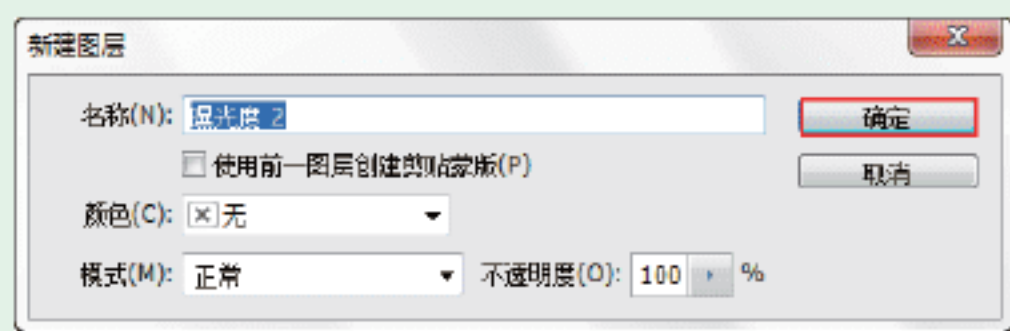 新建图层
名称(N): 曝光度 2
确定
使用前一图层创建剪贴蒙版(P)
取消
颜色(C): 无
模式(M): 正常 不透明度(O): 100 %